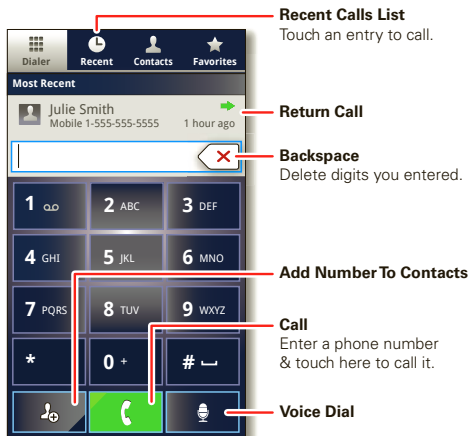 Recent Calls List
Touch an entry to call.
Dialer Recent Contacts Favorites
Most Recent
Julie Smith
Mobile 1-555-555-5555 1 hour ago
Return Call
Backspace
Delete digits you entered.
1 2 ABC 3 DEF
4 GHI 5 JKL 6 MNO
Add Number To Contacts
7 PQRS 8 TUV 9 WXYZ
Call
Enter a phone number
& touch here to call it.
* 0 + #
Voice Dial